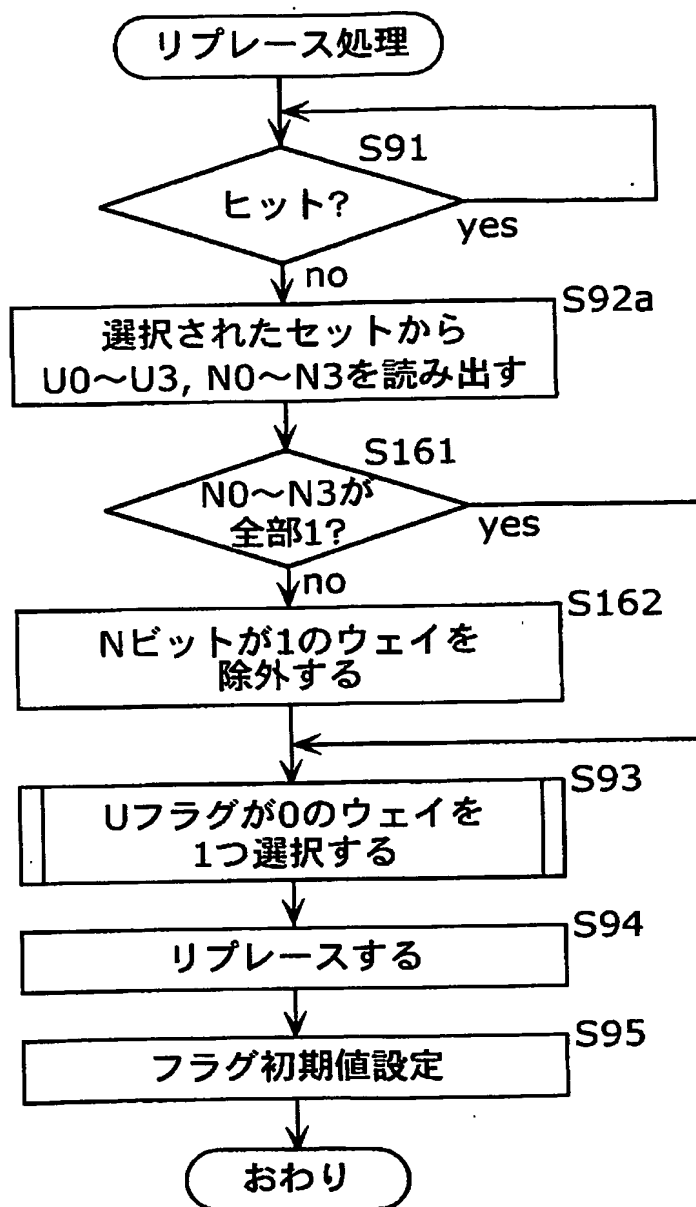 リプレース処理
S91
ヒット?
yes
no
S92a
選択されたセットから
U0～U3, N0～N3を読み出す
S161
N0～N3が
全部1?
yes
no
S162
Nビットが1のウェイを
除外する
S93
Uフラグが0のウェイを
1つ選択する
S94
リプレースする
S95
フラグ初期値設定
おわり